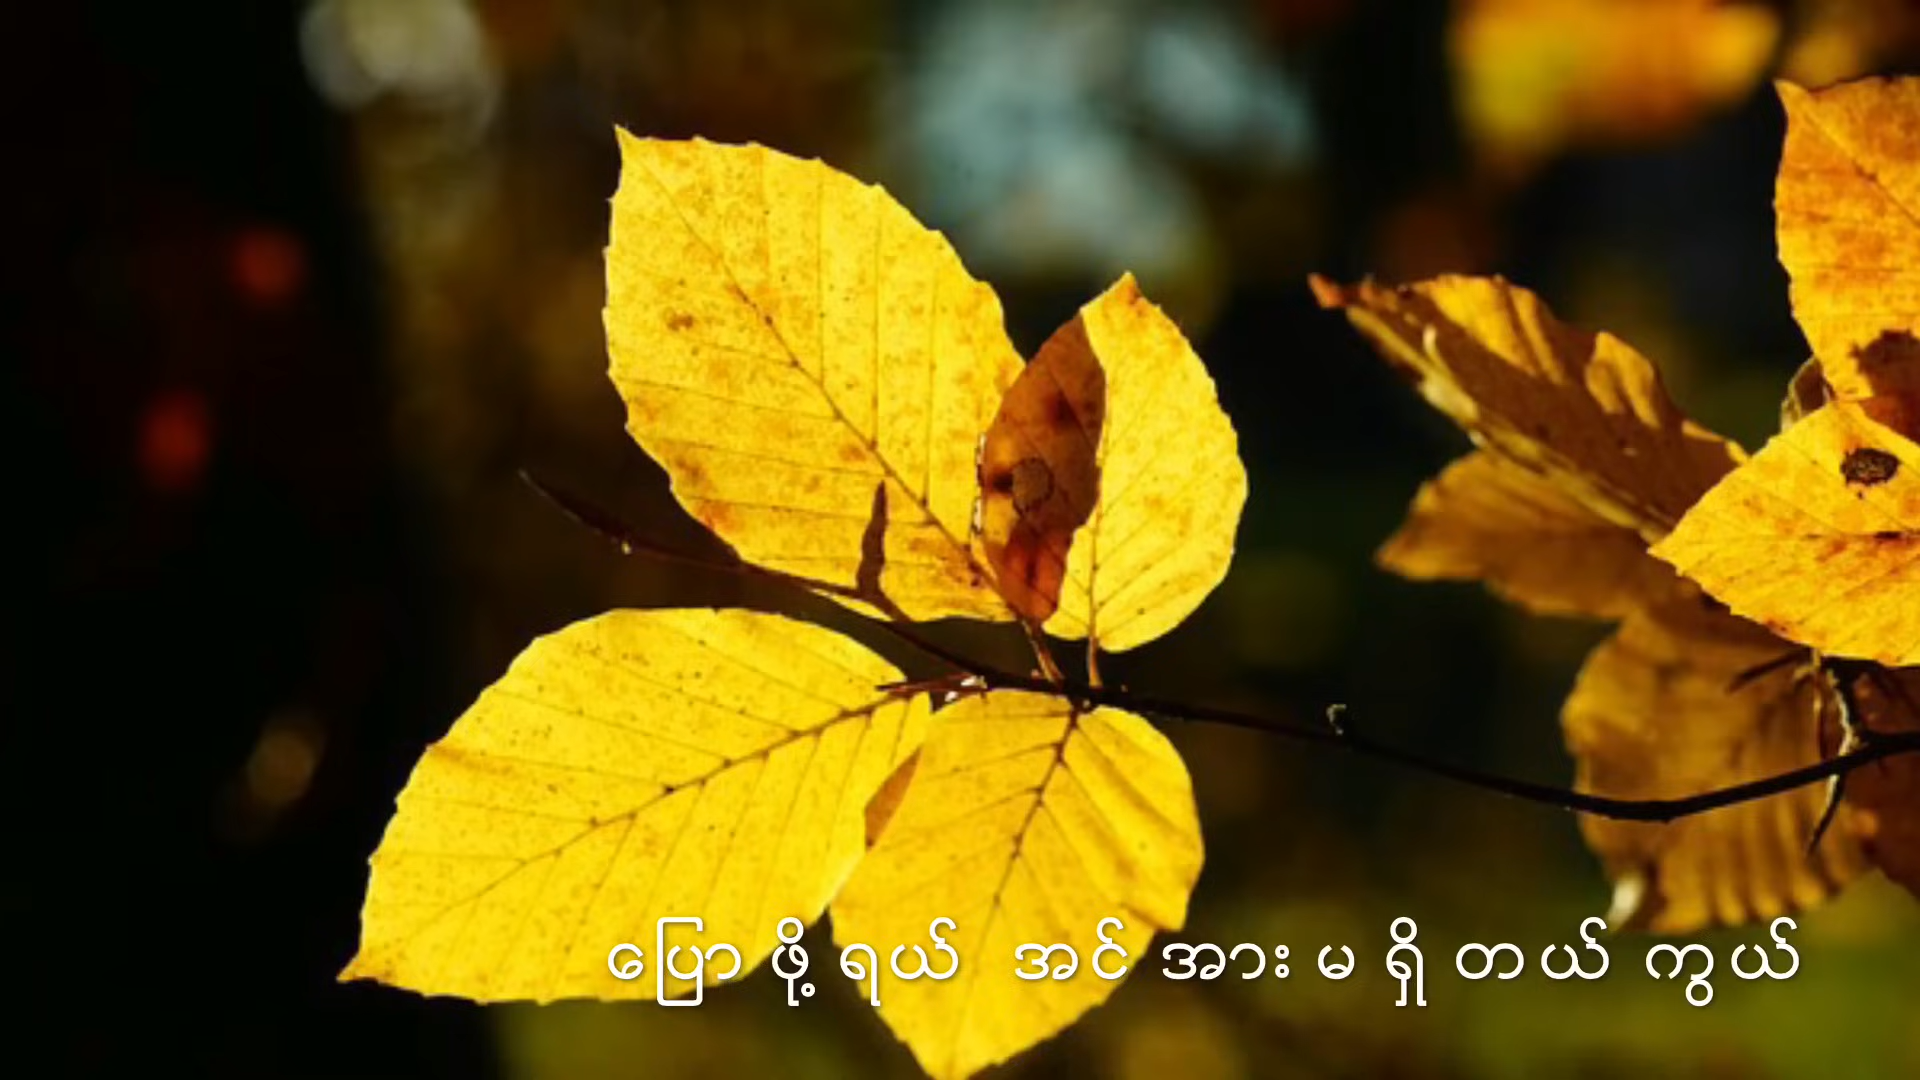 ပြော ဖို့ ရယ် အင် အား မ ရှိ တယ် ကွယ်